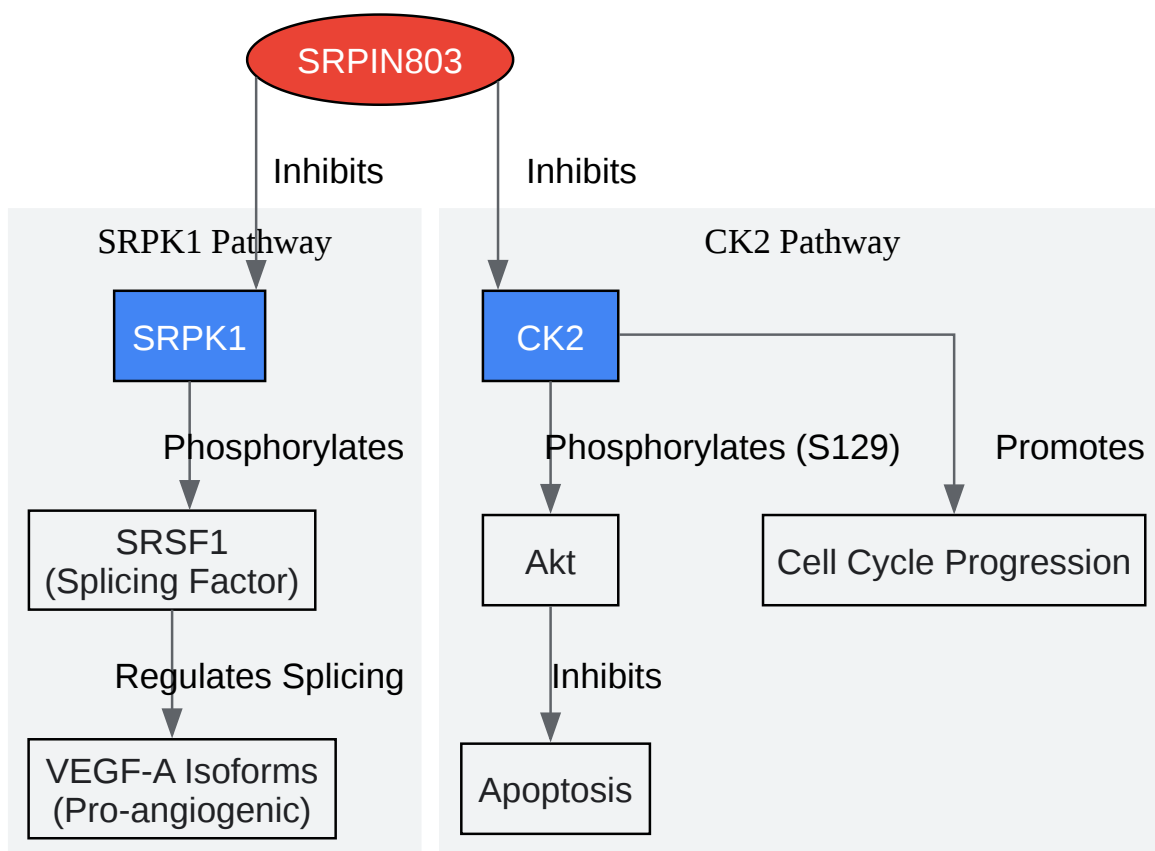 SRPIN803
Inhibits
Inhibits
SRPK1 Pathway
CK2 Pathway
SRPK1
CK2
Phosphorylates
Phosphorylates (S129)
Promotes
SRSF1
(Splicing Factor)
Akt
Cell Cycle Progression
Regulates Splicing
Inhibits
VEGF-A Isoforms
(Pro-angiogenic)
Apoptosis